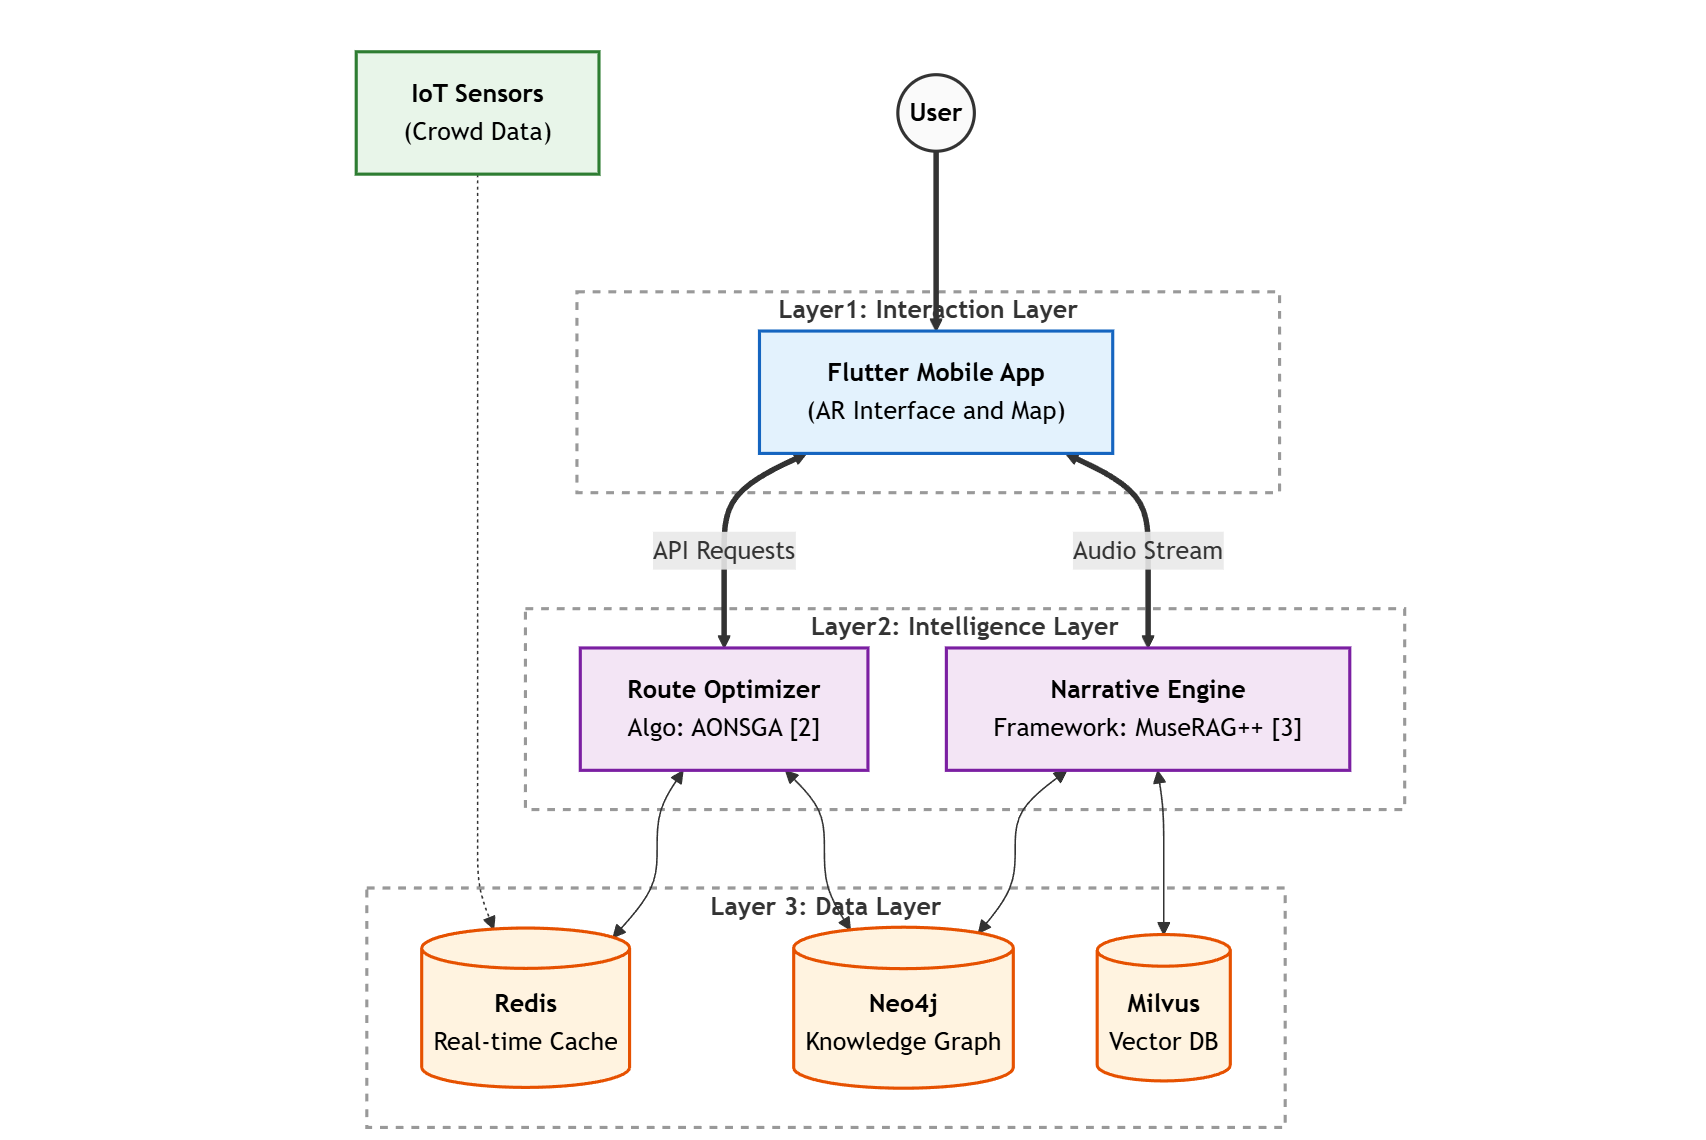 IoT Sensors
(Crowd Data)
User
Layer1: Interaction Layer
Flutter Mobile App
(AR Interface and Map)
API Requests
Audio Stream
Layer2: Intelligence Layer
Route Optimizer
Algo: AONSGA [2]
Narrative Engine
Framework: MuseRAG++ [3]
Layer 3: Data Layer
Redis
Real-time Cache
Neo4j
Knowledge Graph
Milvus
Vector DB